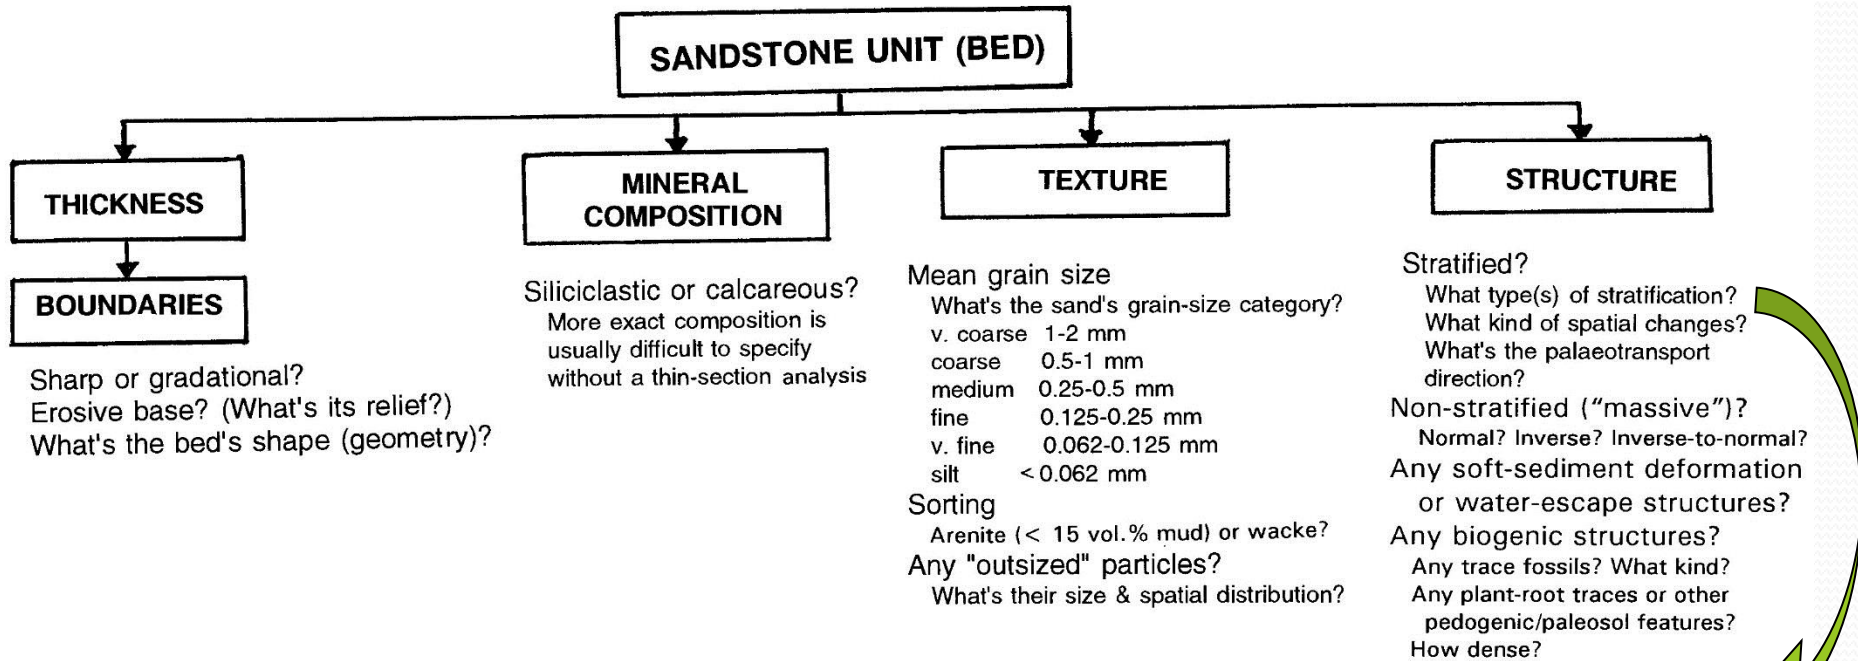 SANDSTONE UNIT (BED)
THICKNESS
BOUNDARIES
Sharp or gradational?
Erosive base? (What's its relief?)
What's the bed's shape (geometry)?
MINERAL
COMPOSITION
Siliciclastic or calcareous?
More exact composition is
usually difficult to specify
without a thin-section analysis
TEXTURE
Mean grain size
What's the sand's grain-size category?
v. coarse 1-2 mm
coarse 0.5-1 mm
medium 0.25-0.5 mm
fine 0.125-0.25 mm
v. fine 0.062-0.125 mm
silt < 0.062 mm
Sorting
Arenite (< 15 vol.% mud) or wacke?
Any "outsized" particles?
What's their size & spatial distribution?
STRUCTURE
Stratified?
What type(s) of stratification?
What kind of spatial changes?
What's the palaeotransport
direction?
Non-stratified (“massive”)?
Normal? Inverse? Inverse-to-normal?
Any soft-sediment deformation
or water-escape structures?
Any biogenic structures?
Any trace fossils? What kind?
Any plant-root traces or other
pedogenic/paleosol features?
How dense?